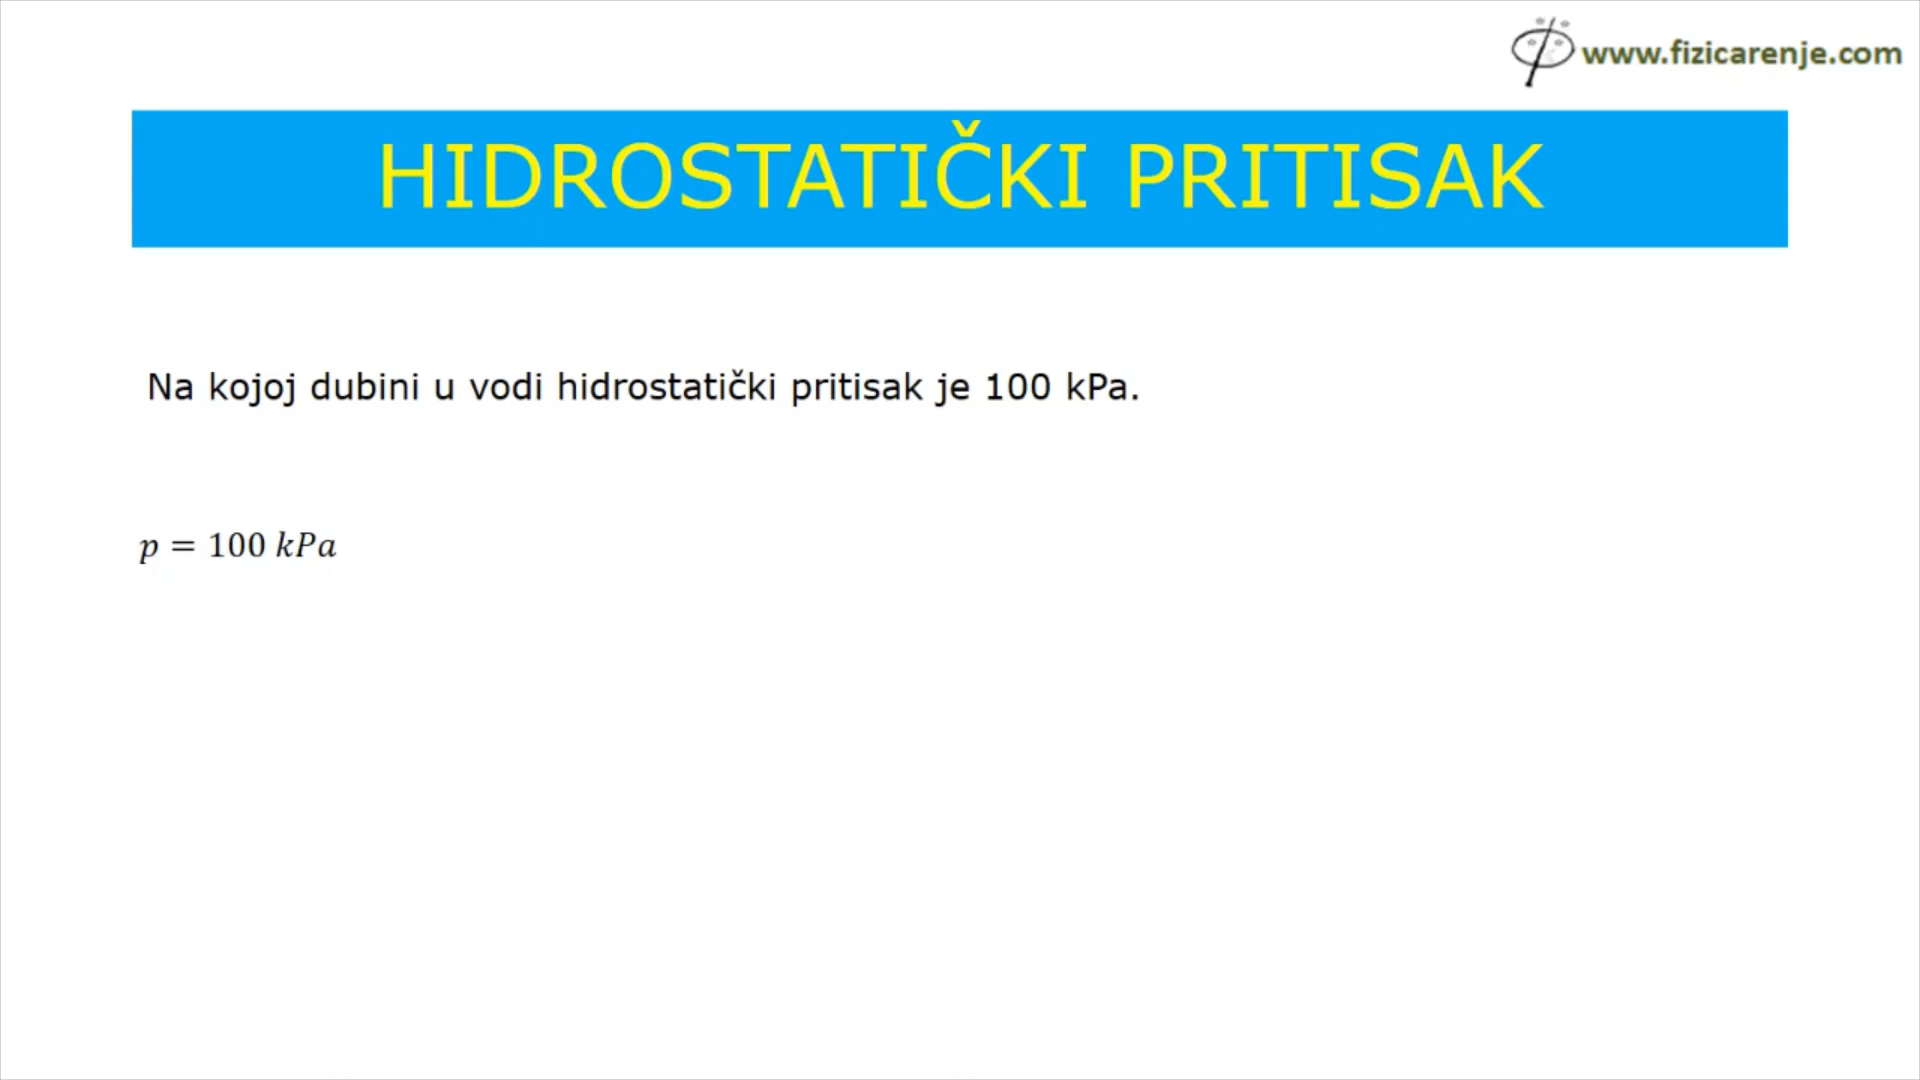 www.fizicarenje.com
HIDROSTATIČKI PRITISAK
Na kojoj dubini u vodi hidrostatički pritisak je 100 kPa.
p = 100 kPa